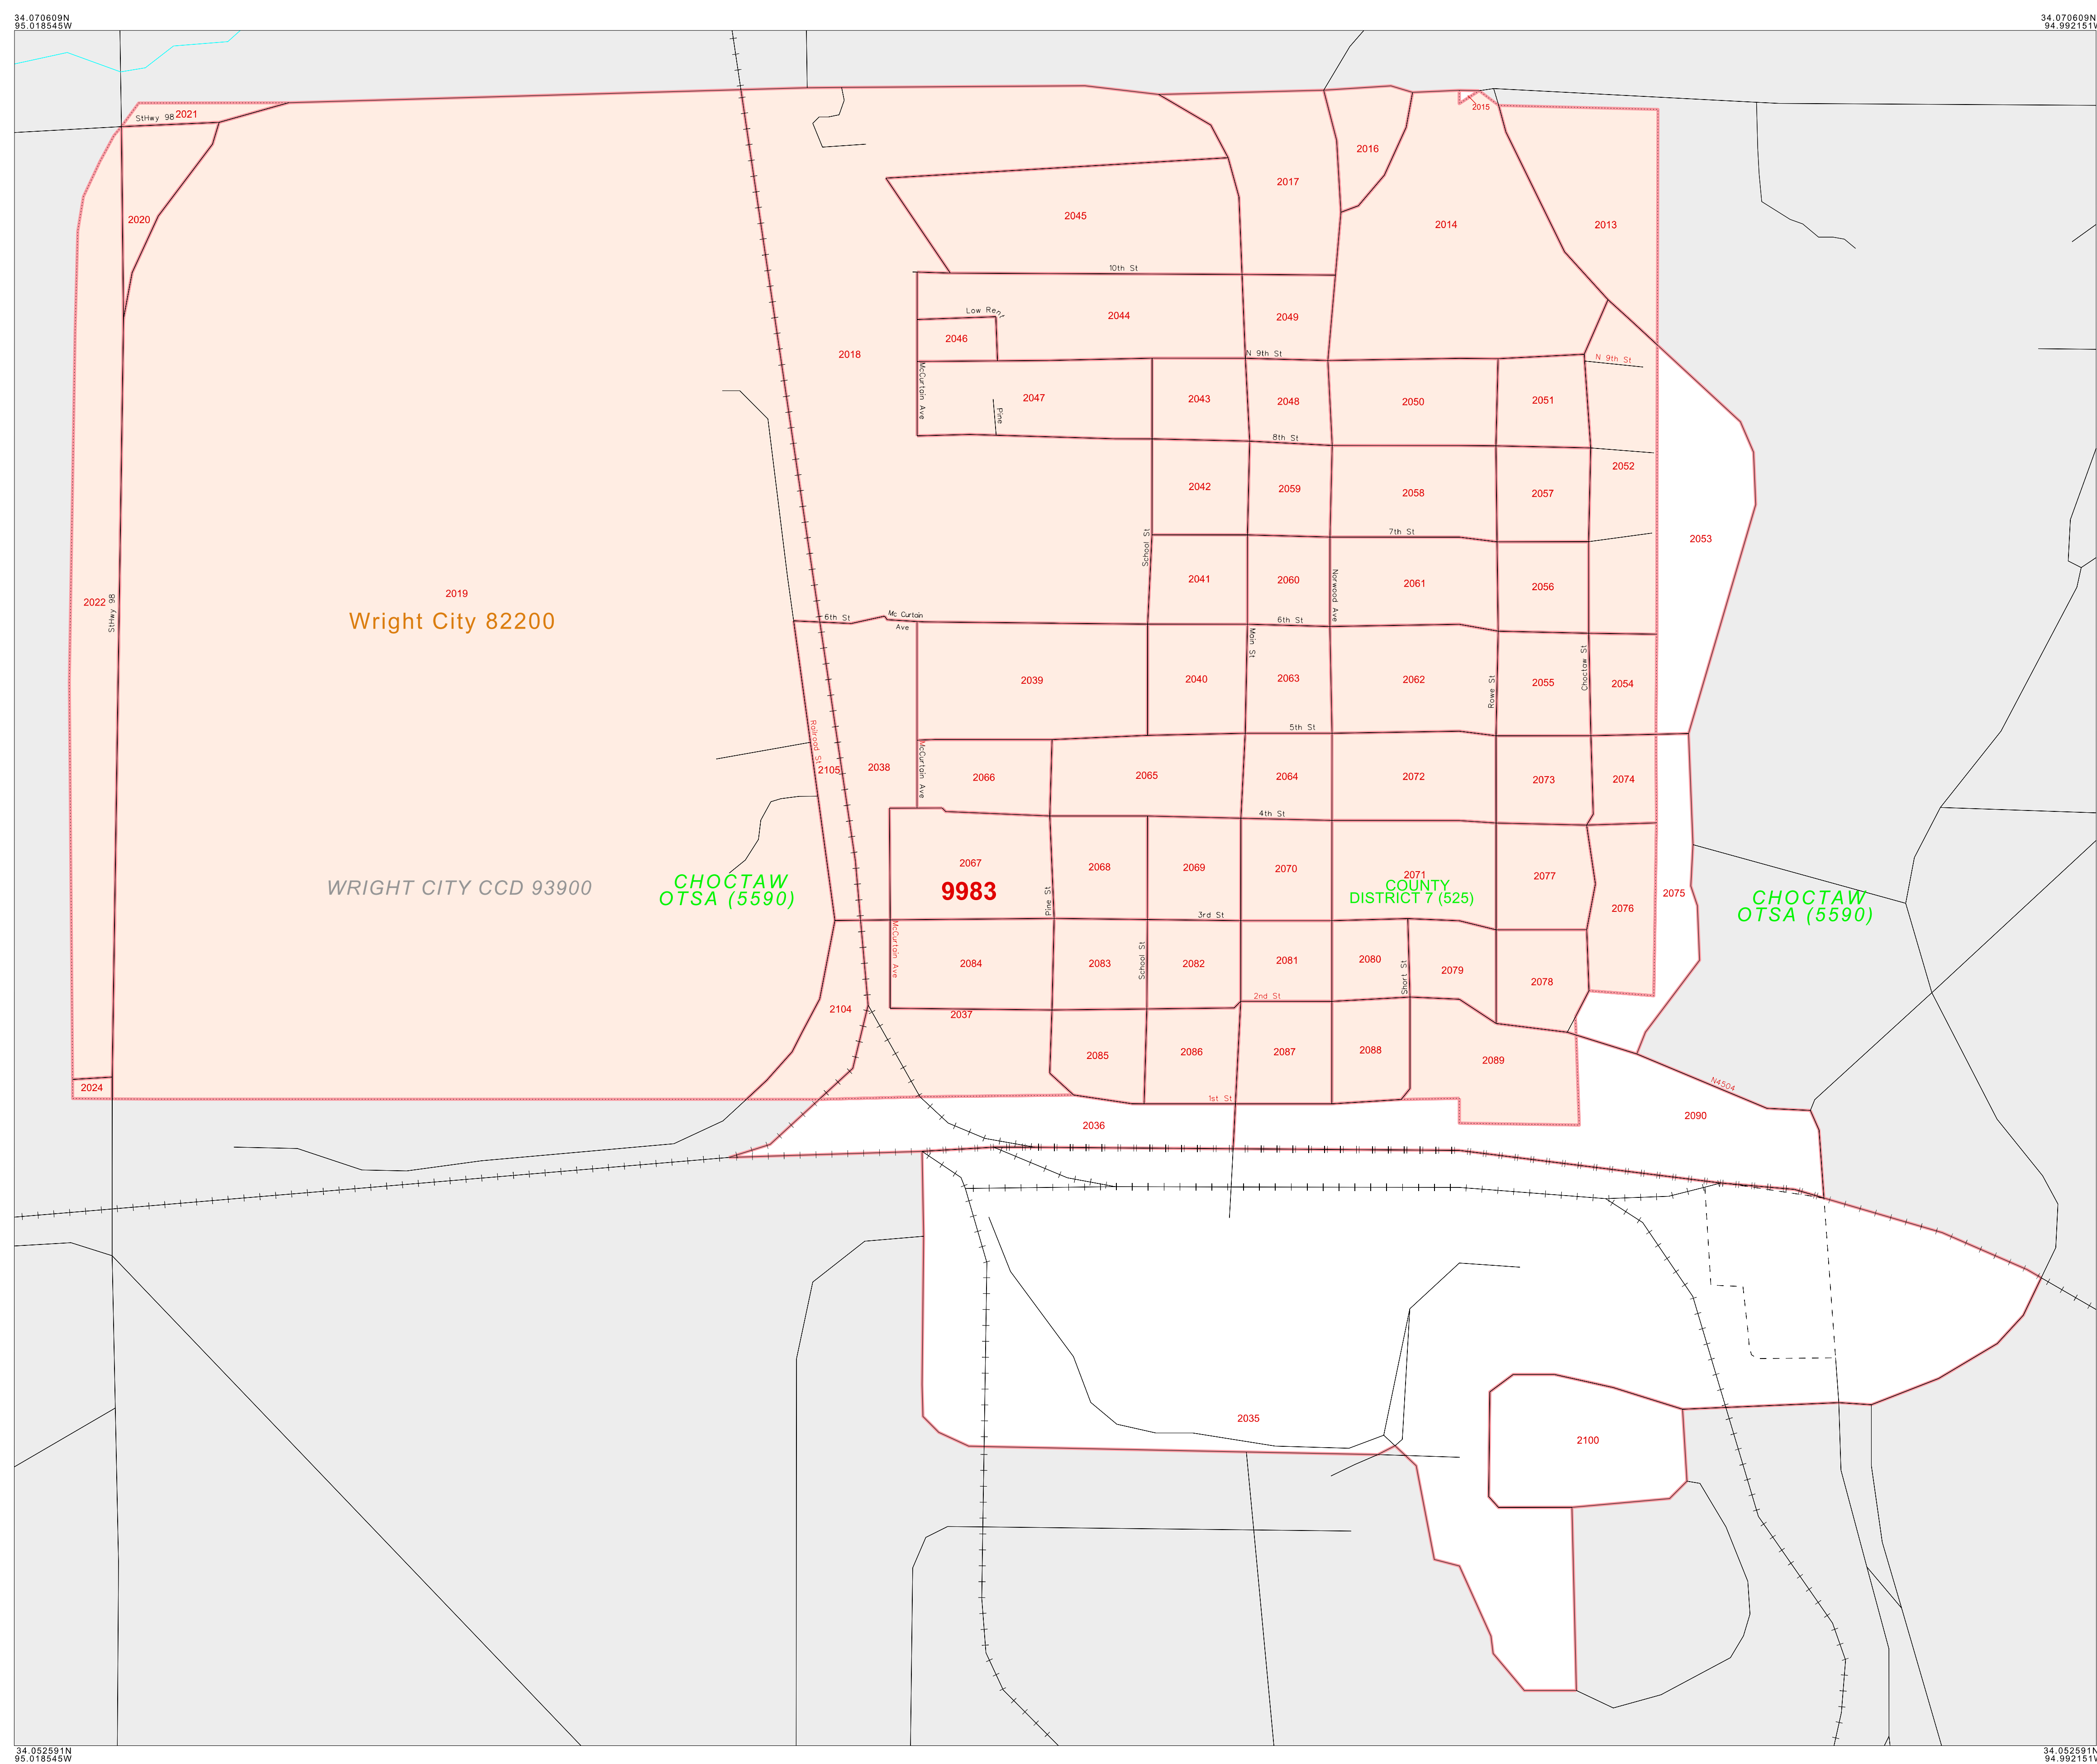 34.070609N
95.018545W
34.070609N
94.992151W
2021
StHwy 98
2015
2016
2017
2020
2045
2014
2013
10th St
Low Rent
2044
2049
2046
2018
N 9th St
N 9th St
McCurtain Ave
2047
Pine
2043
2048
2050
2051
8th St
2052
2042
2059
2058
2057
7th St
2053
School St
2041
2060
Norwood Ave
2061
2056
2019
2022
StHwy 98
Wright City 82200
6th St
Mc Curtain
Ave
6th St
Main St
2039
2040
2063
2062
Rowe St
2055
Choctaw St
2054
5th St
Railroad St
2105
2038
McCurtain Ave
2066
2065
2064
2072
2073
2074
4th St
2067
2068
2069
2070
2071
2077
WRIGHT CITY CCD 93900
CHOCTAW
OTSA (5590)
9983
Pine St
COUNTY
DISTRICT 7 (525)
2076
2075
CHOCTAW
OTSA (5590)
3rd St
McCurtain Ave
2084
2083
School St
2082
2081
2080
Short St
2079
2078
2nd St
2104
2037
2085
2086
2087
2088
2089
2024
N4504
1st St
2036
2090
2035
2100
34.052591N
95.018545W
34.052591N
94.992151W